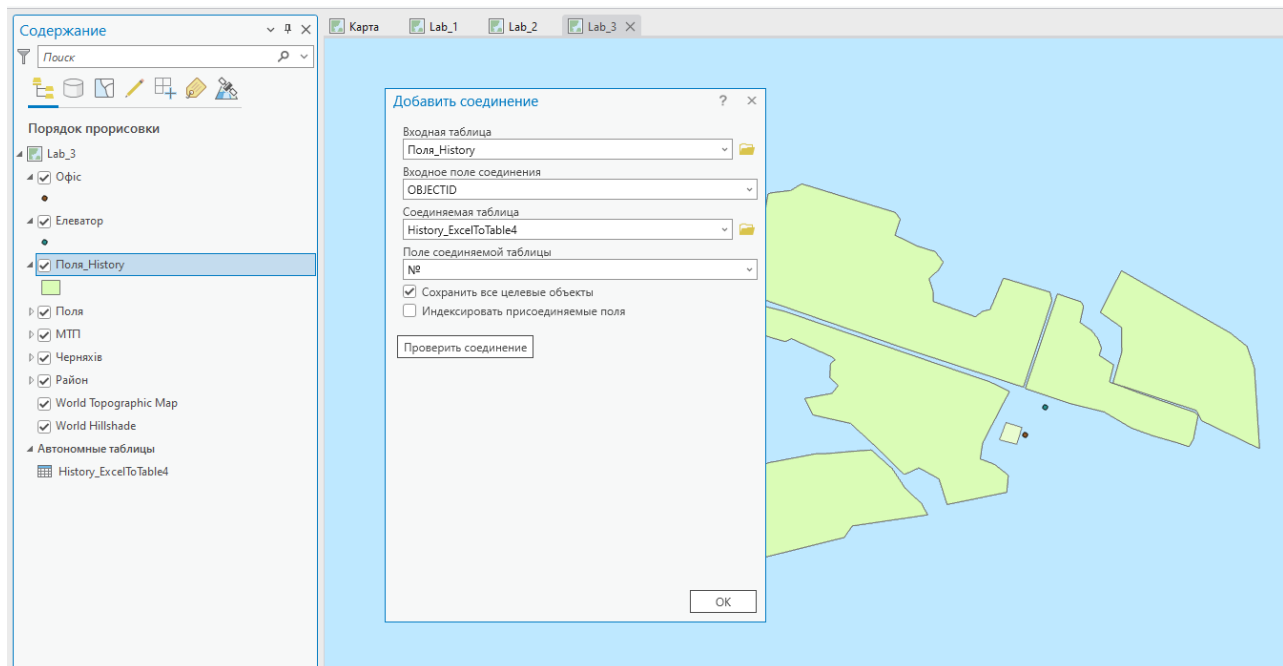 Содержание
Поиск
Порядок прорисовки
Lab_3
Офіс
Елеватор
Поля_History
Поля
МТП
Черняхів
Район
World Topographic Map
World Hillshade
Автономные таблицы
History_ExcelToTable4
Карта
Lab_1
Lab_2
Lab_3
Добавить соединение
?
Входная таблица
Поля_History
Входное поле соединения
OBJECTID
Соединяемая таблица
History_ExcelToTable4
Поле соединяемой таблицы
№
Сохранить все целевые объекты
Индексировать присоединяемые поля
Проверить соединение
ОК